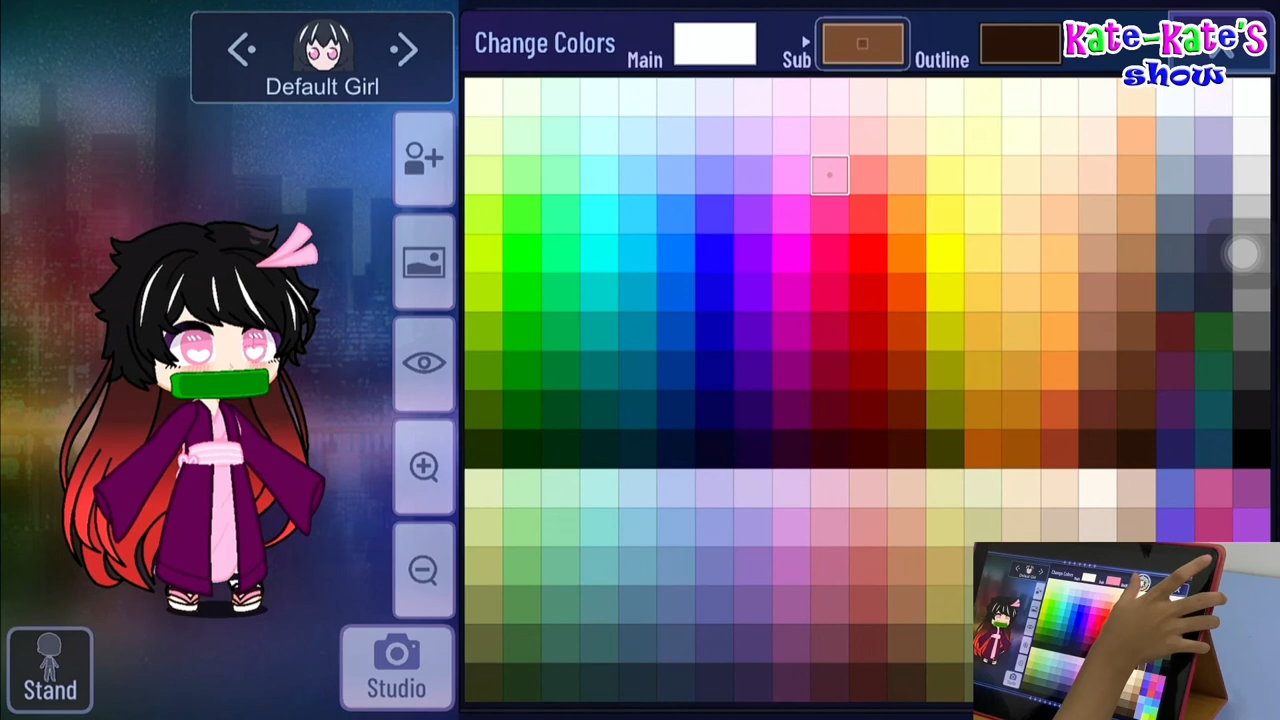 Default Girl
Change Colors
Main
Sub
Outline
Kate-Kate's
show
Stand
Studio